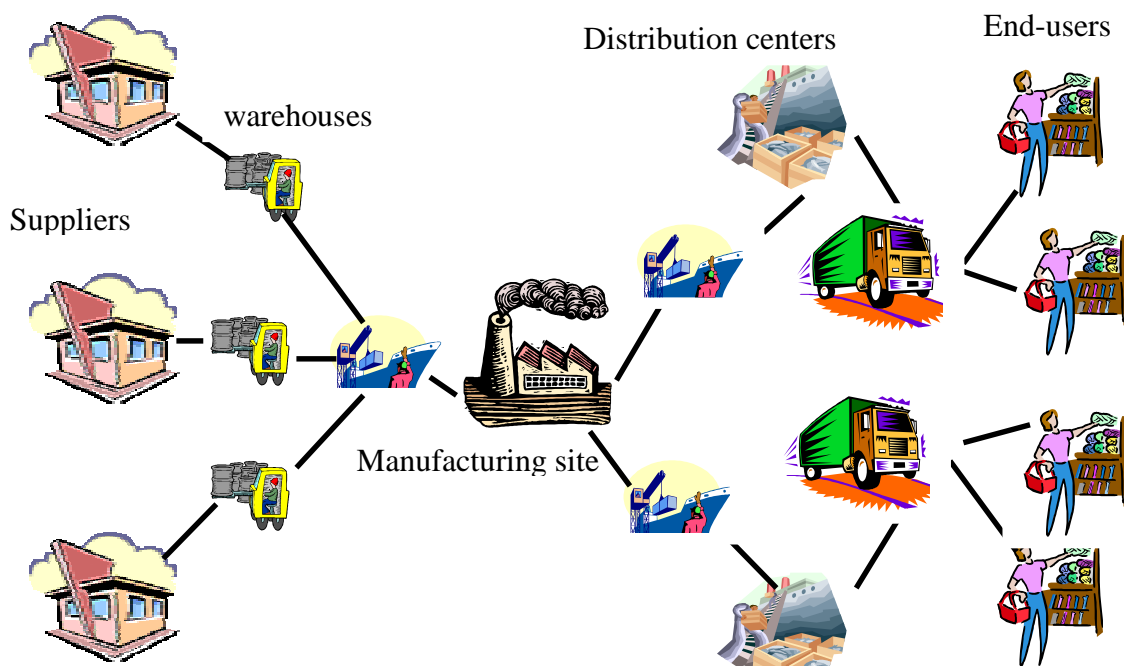 End-users
Distribution centers
warehouses
Suppliers
Manufacturing site